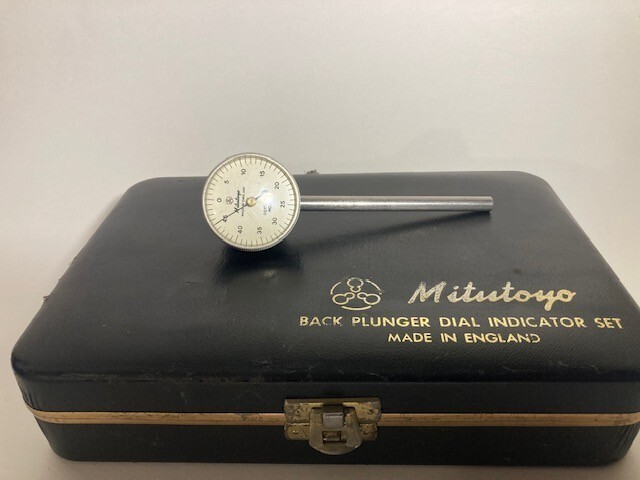 0 5 10 15 20 25 30 35 40 45
Mitutoyo
Mitutoyo
BACK PLUNGER DIAL INDICATOR SET
MADE IN ENGLAND